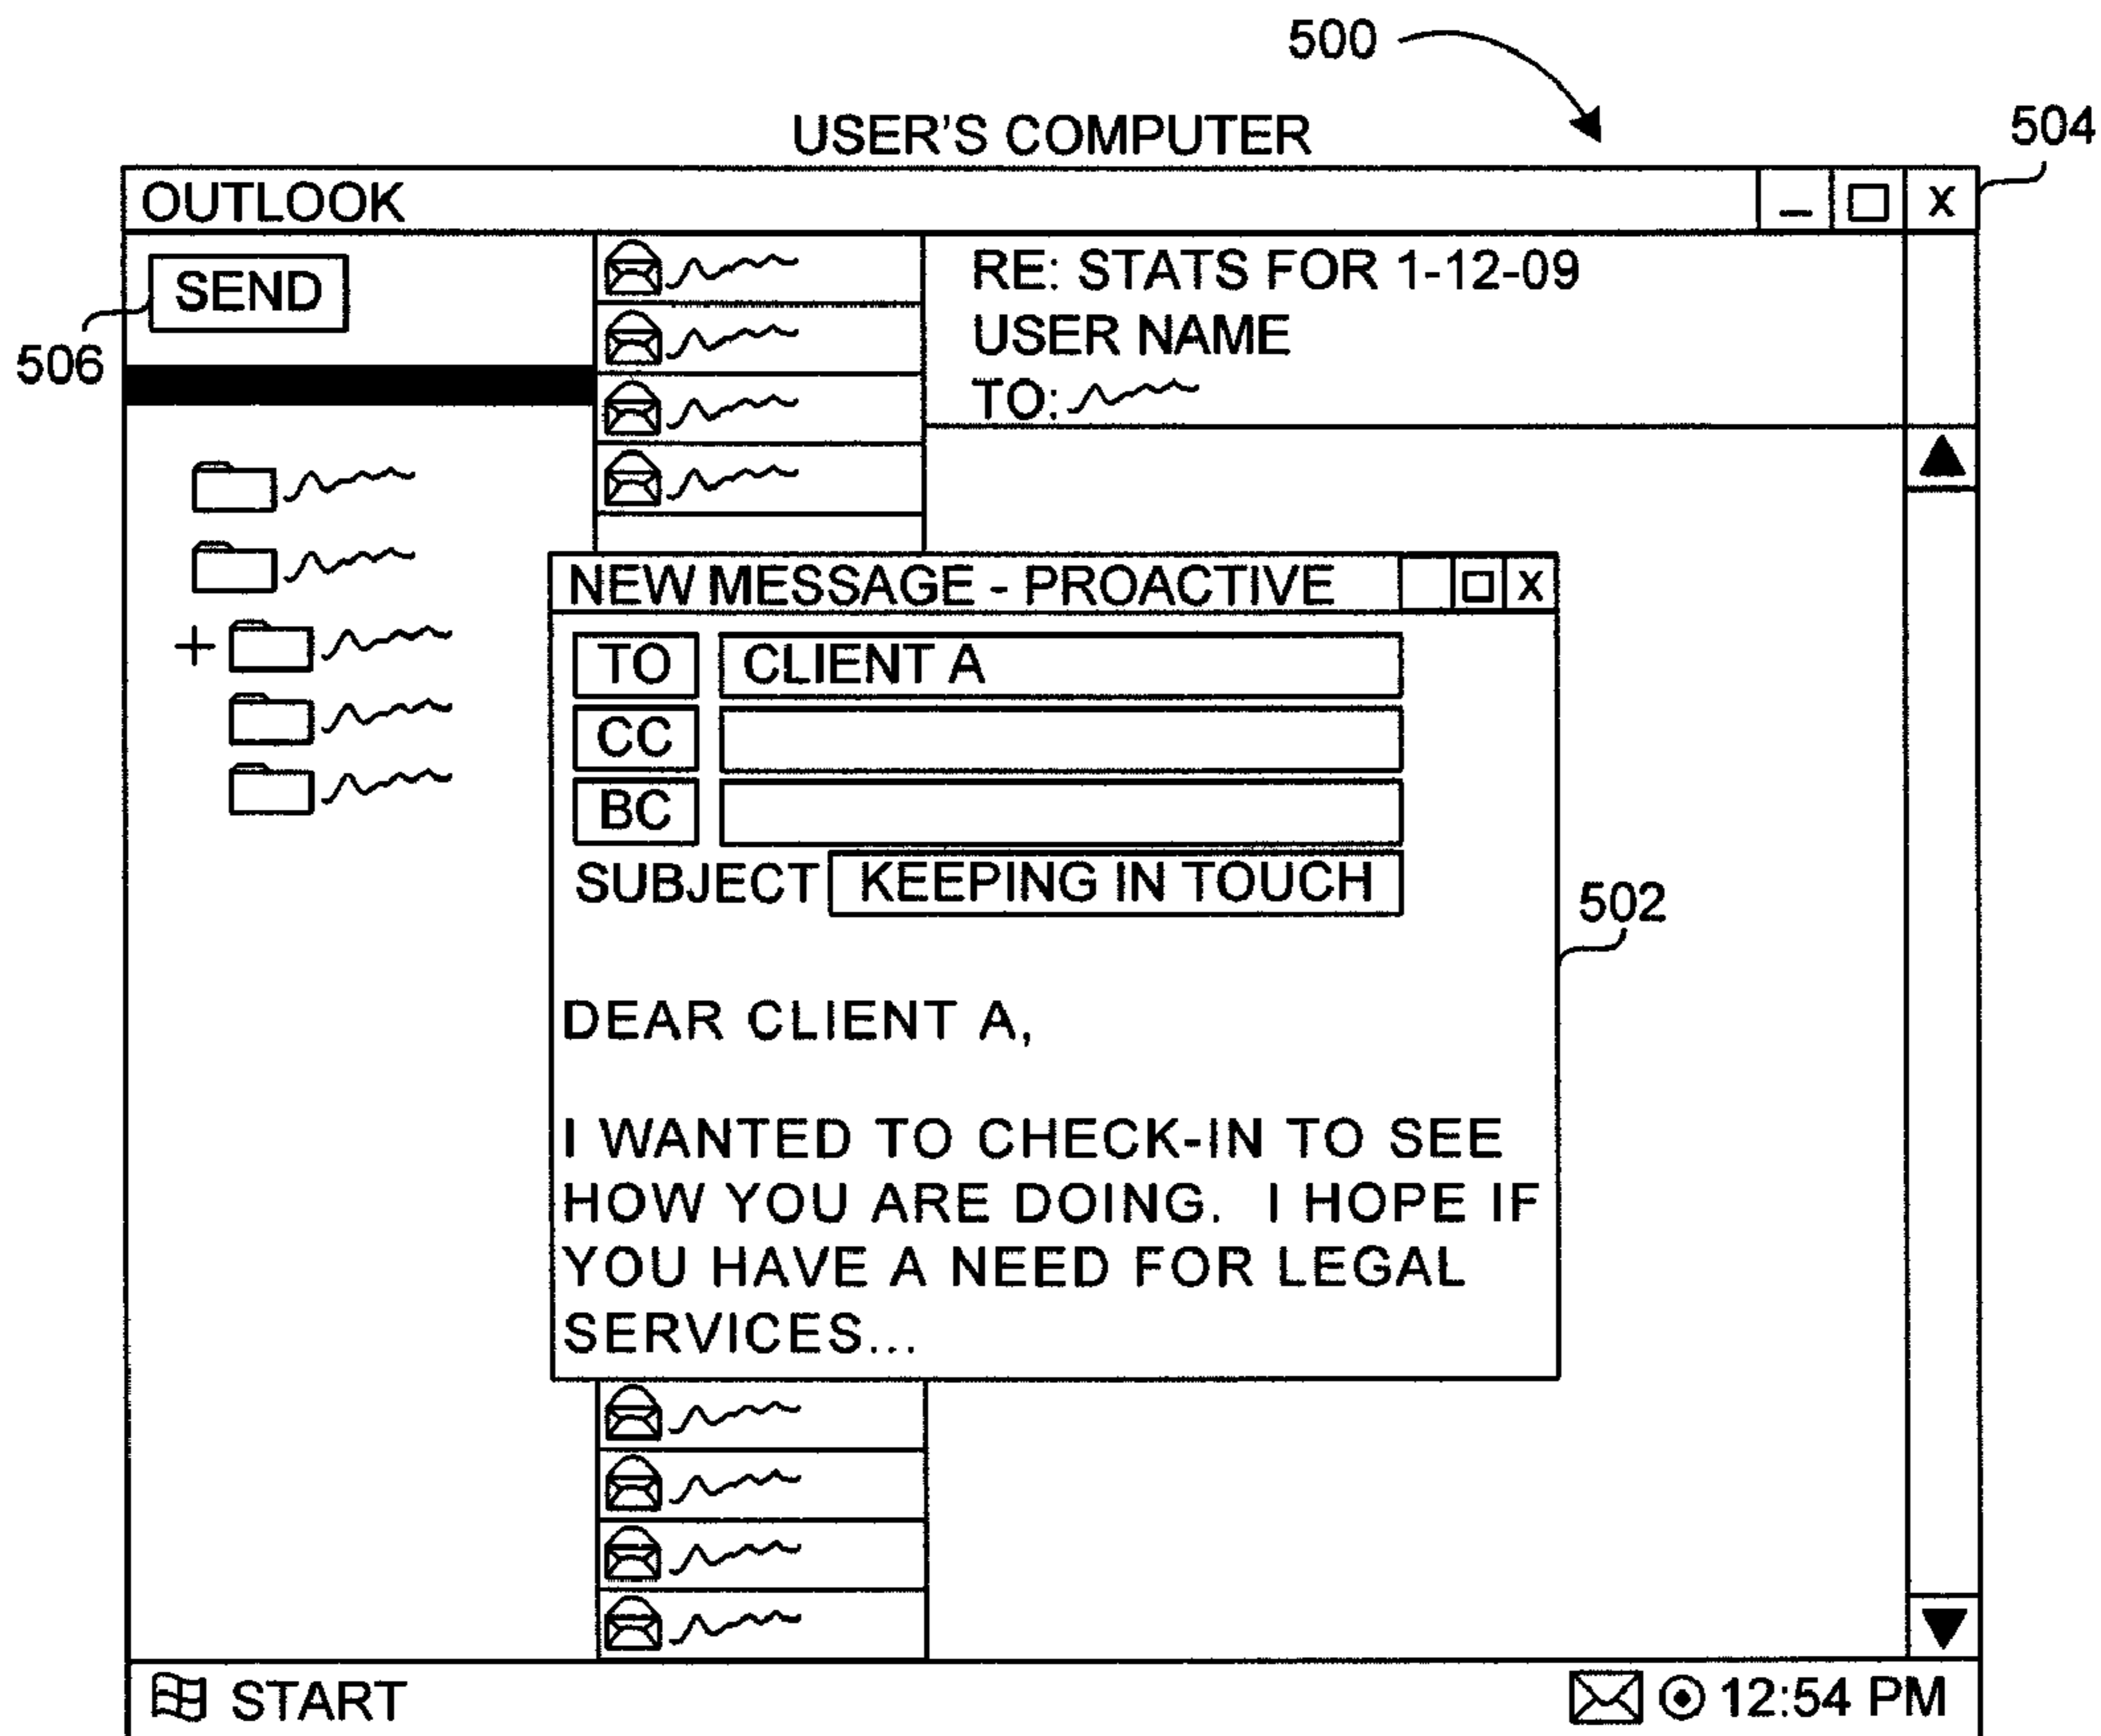 500
USER'S COMPUTER
504
OUTLOOK
X
SEND
506
RE: STATS FOR 1-12-09
USER NAME
TO:
NEW MESSAGE - PROACTIVE
X
TO CLIENT A
CC
BC
SUBJECT KEEPING IN TOUCH
502
DEAR CLIENT A,
I WANTED TO CHECK-IN TO SEE
HOW YOU ARE DOING. I HOPE IF
YOU HAVE A NEED FOR LEGAL
SERVICES...
START
12:54 PM